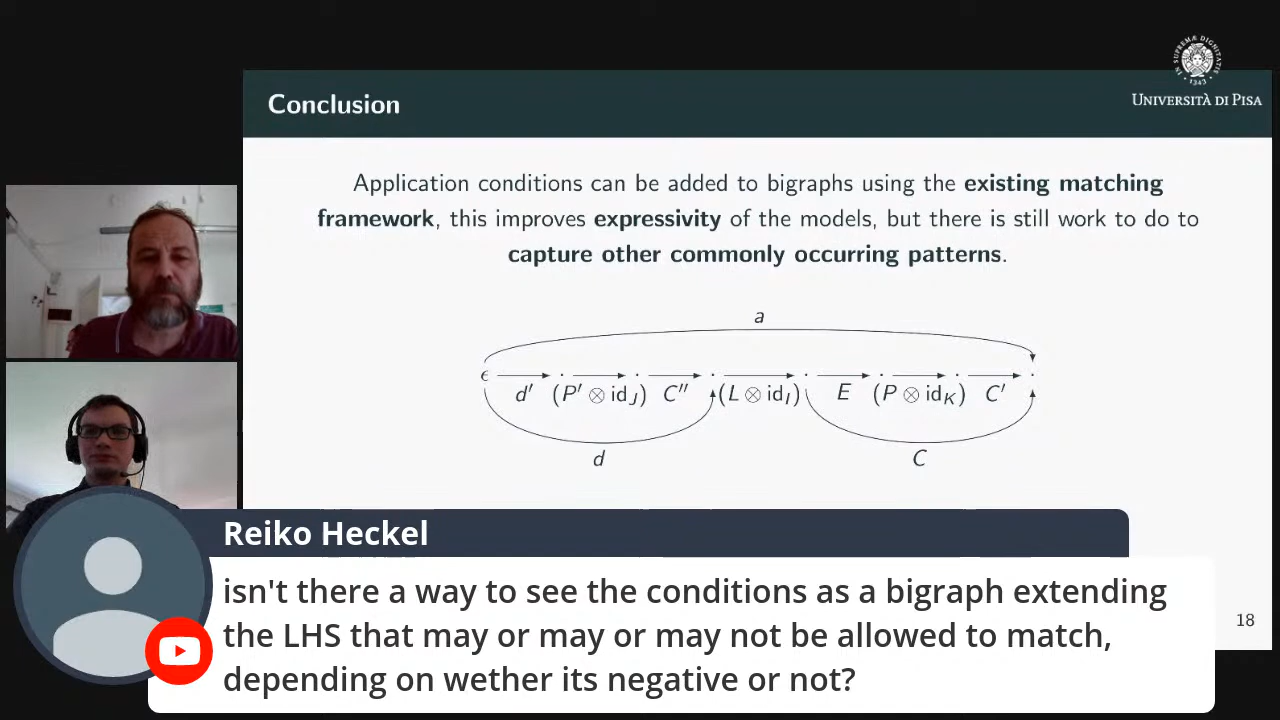 Conclusion
UNIVERSITÀ DI PISA
Application conditions can be added to bigraphs using the existing matching
framework, this improves expressivity of the models, but there is still work to do to
capture other commonly occurring patterns.
a
ϵ d′ (P′ ⊗ id_J) C″ (L ⊗ id_I) E (P ⊗ id_K) C′
d C
Reiko Heckel
isn't there a way to see the conditions as a bigraph extending
the LHS that may or may or may not be allowed to match,
depending on wether its negative or not?
18